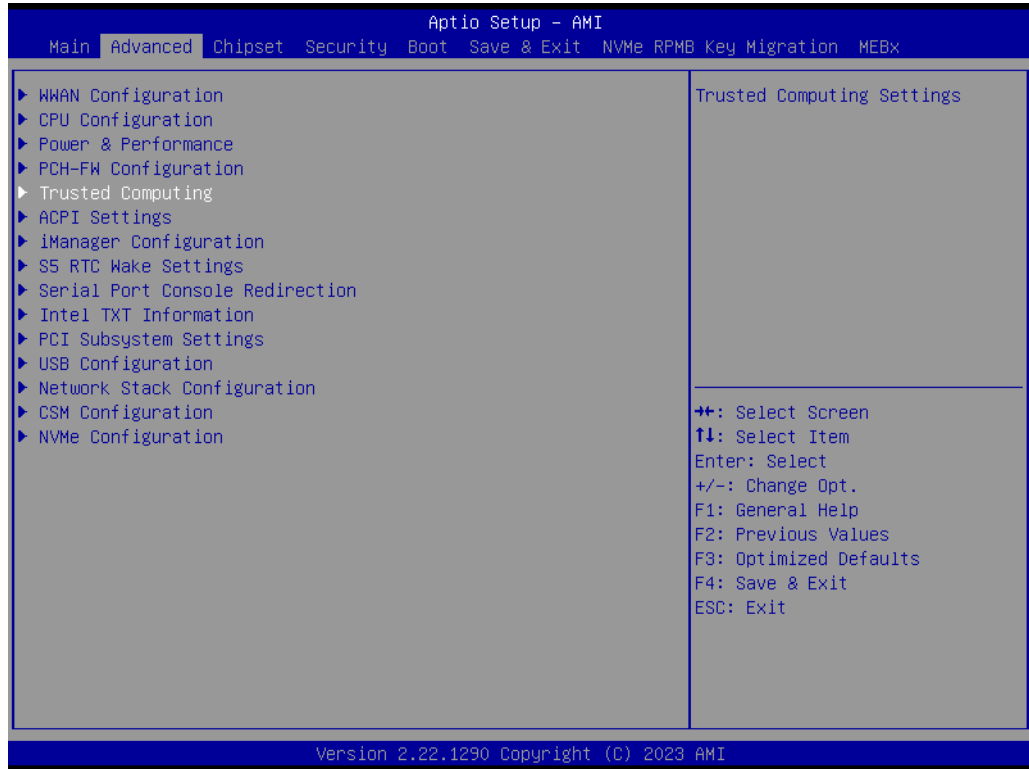 Aptio Setup – AMI
Main Advanced Chipset Security Boot Save & Exit NVMe RPMB Key Migration MEBx
▶ WWAN Configuration
▶ CPU Configuration
▶ Power & Performance
▶ PCH-FW Configuration
▶ Trusted Computing
▶ ACPI Settings
▶ iManager Configuration
▶ S5 RTC Wake Settings
▶ Serial Port Console Redirection
▶ Intel TXT Information
▶ PCI Subsystem Settings
▶ USB Configuration
▶ Network Stack Configuration
▶ CSM Configuration
▶ NVMe Configuration
Trusted Computing Settings
→←: Select Screen
↑↓: Select Item
Enter: Select
+/-: Change Opt.
F1: General Help
F2: Previous Values
F3: Optimized Defaults
F4: Save & Exit
ESC: Exit
Version 2.22.1290 Copyright (C) 2023 AMI